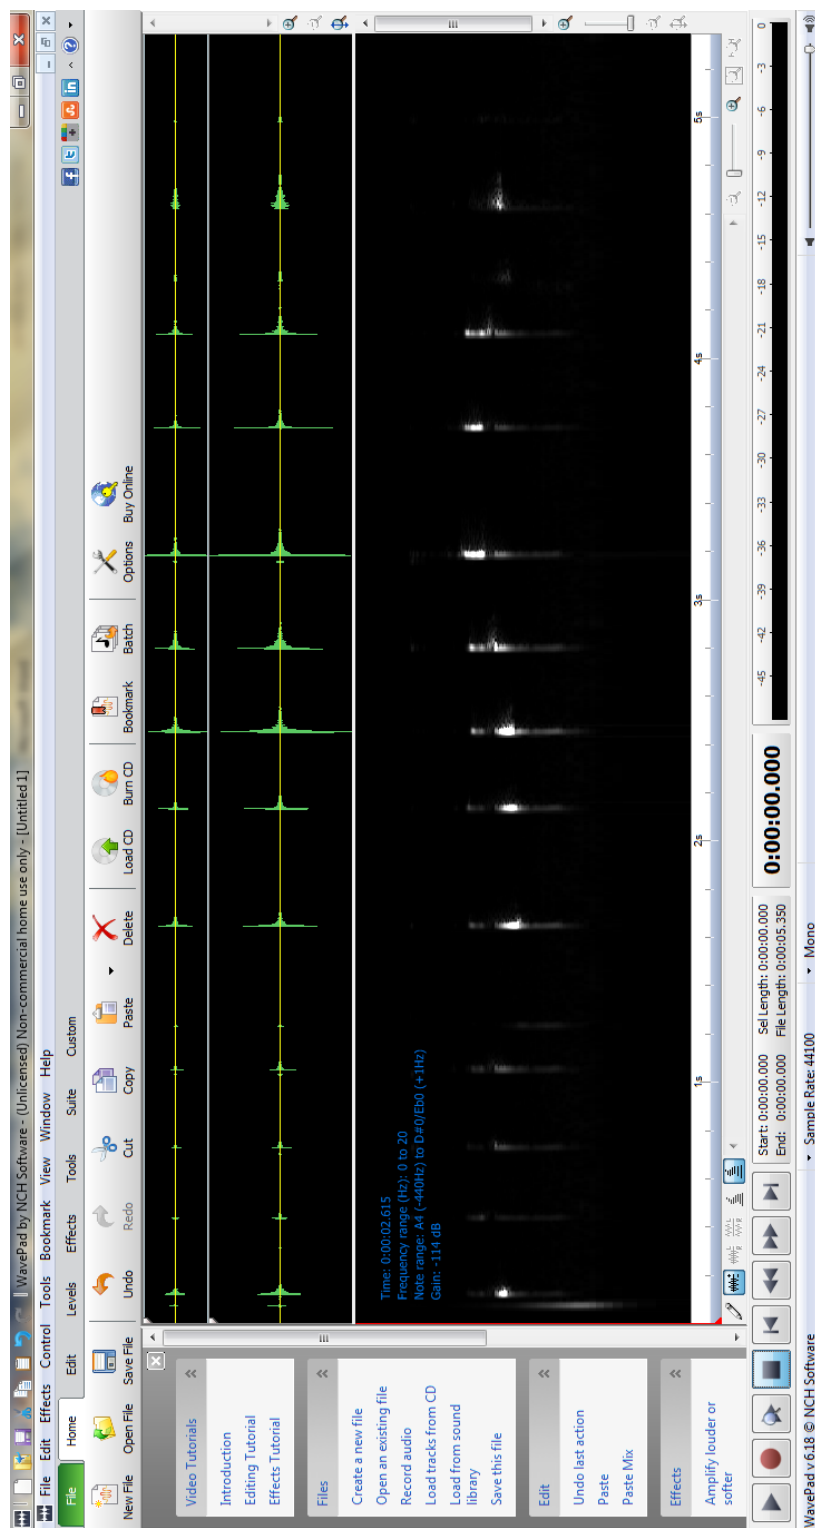 WavePad by NCH Software - (Unlicensed) Non-commercial home use only - [Untitled 1]
File Edit Effects Control Tools Bookmark View Window Help
File Home Edit Levels Effects Tools Suite Custom
New File Open File Save File Undo Redo Cut Copy Paste Delete Load CD Burn CD Bookmark Batch Options Buy Online
Video Tutorials
Introduction
Editing Tutorial
Effects Tutorial
Files
Create a new file
Open an existing file
Record audio
Load tracks from CD
Load from sound
library
Save this file
Edit
Undo last action
Paste
Paste Mix
Effects
Amplify louder or
softer
Time: 0:00:02.615
Frequency range (Hz): 0 to 20
Note range: A4 (-440Hz) to D#0/Eb0 (+1Hz)
Gain: -114 dB
1s 2s 3s 4s 5s
Start: 0:00:00.000 Sel Length: 0:00:00.000
End: 0:00:00.000 File Length: 0:00:05.350
0:00:00.000
-45 -42 -39 -36 -33 -30 -27 -24 -21 -18 -15 -12 -9 -6 -3 0
WavePad v 6.18 © NCH Software Sample Rate: 44100 Mono